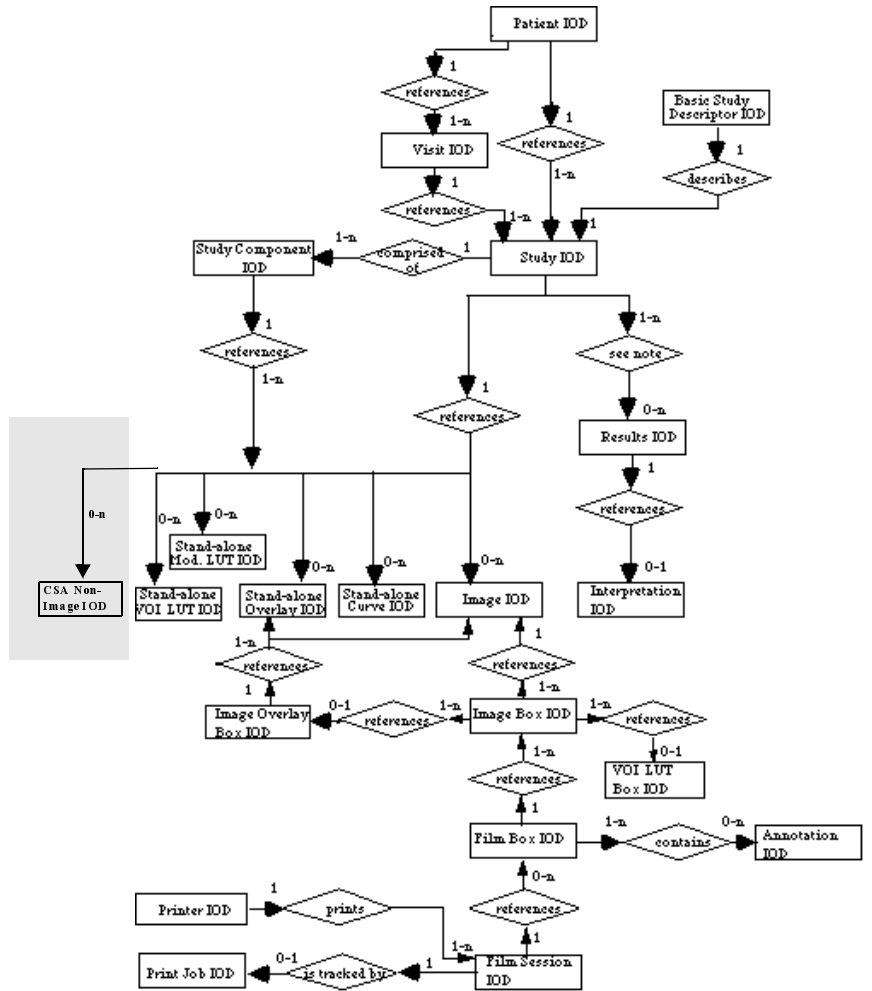 Patient IOD
1
1
references
Basic Study
Descriptor IOD
1-n
1
Visit IOD
references
1
1-n
describes
1
references
1-n
1
1-n
1
Study Component
IOD
comprised
of
Study IOD
1
1-n
references
see note
1-n
1
0-n
references
Results IOD
1
0-n
references
0-n
0-n
Stand-alone
Mod. LUT IOD
0-n
0-n
0-n
0-1
CSA Non-
Image IOD
Stand-alone
VOI LUT IOD
Stand-alone
Overlay IOD
Stand-alone
Curve IOD
Image IOD
Interpretation
IOD
1-n
1
references
references
1
1-n
Image Overlay
Box IOD
0-1
references
1-n
Image Box IOD
1-n
references
1-n
0-1
references
VOI LUT
Box IOD
1
Film Box IOD
1-n
contains
0-n
Annotation
IOD
0-n
1
Printer IOD
prints
references
1-n
1
0-1
1
Print Job IOD
is tracked by
Film Session
IOD